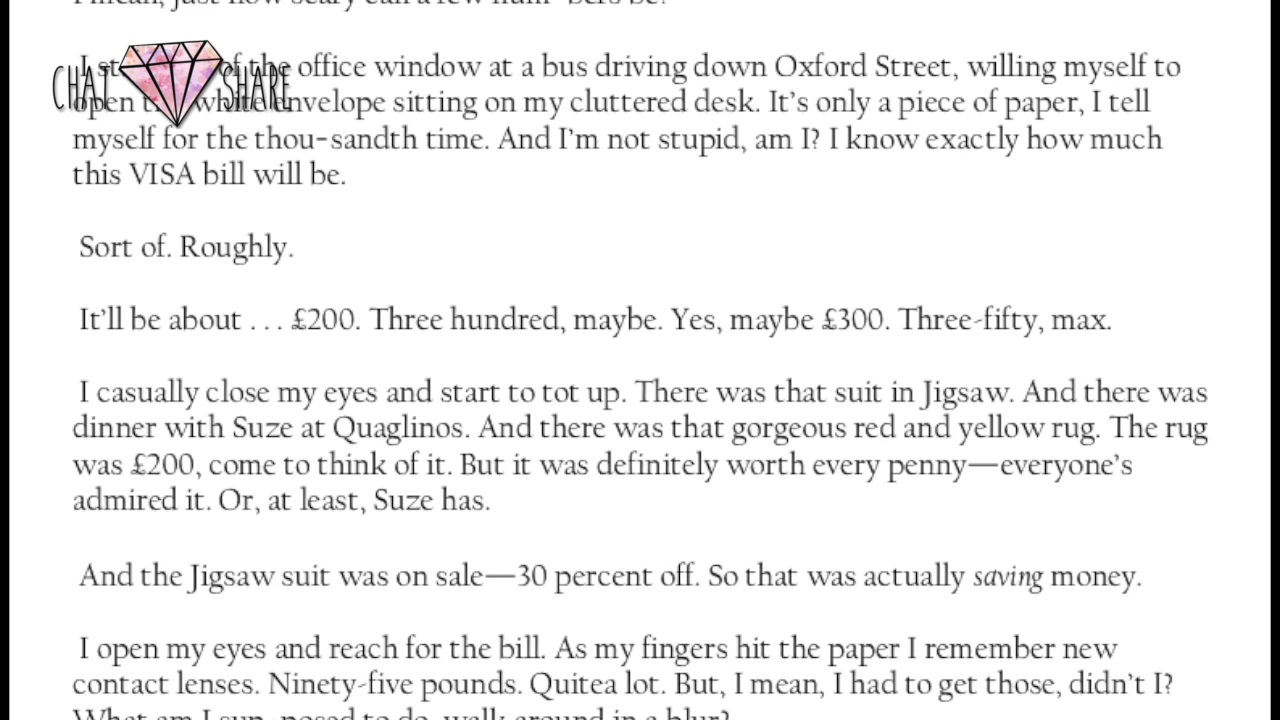 CHAT SHARE
I st of the office window at a bus driving down Oxford Street, willing myself to
open t white envelope sitting on my cluttered desk. It’s only a piece of paper, I tell
myself for the thou-sandth time. And I’m not stupid, am I? I know exactly how much
this VISA bill will be.
Sort of. Roughly.
It’ll be about . . . £200. Three hundred, maybe. Yes, maybe £300. Three-fifty, max.
I casually close my eyes and start to tot up. There was that suit in Jigsaw. And there was
dinner with Suze at Quaglinos. And there was that gorgeous red and yellow rug. The rug
was £200, come to think of it. But it was definitely worth every penny—everyone’s
admired it. Or, at least, Suze has.
And the Jigsaw suit was on sale—30 percent off. So that was actually saving money.
I open my eyes and reach for the bill. As my fingers hit the paper I remember new
contact lenses. Ninety-five pounds. Quitea lot. But, I mean, I had to get those, didn’t I?
What am I sup-posed to do, walk around in a blur?